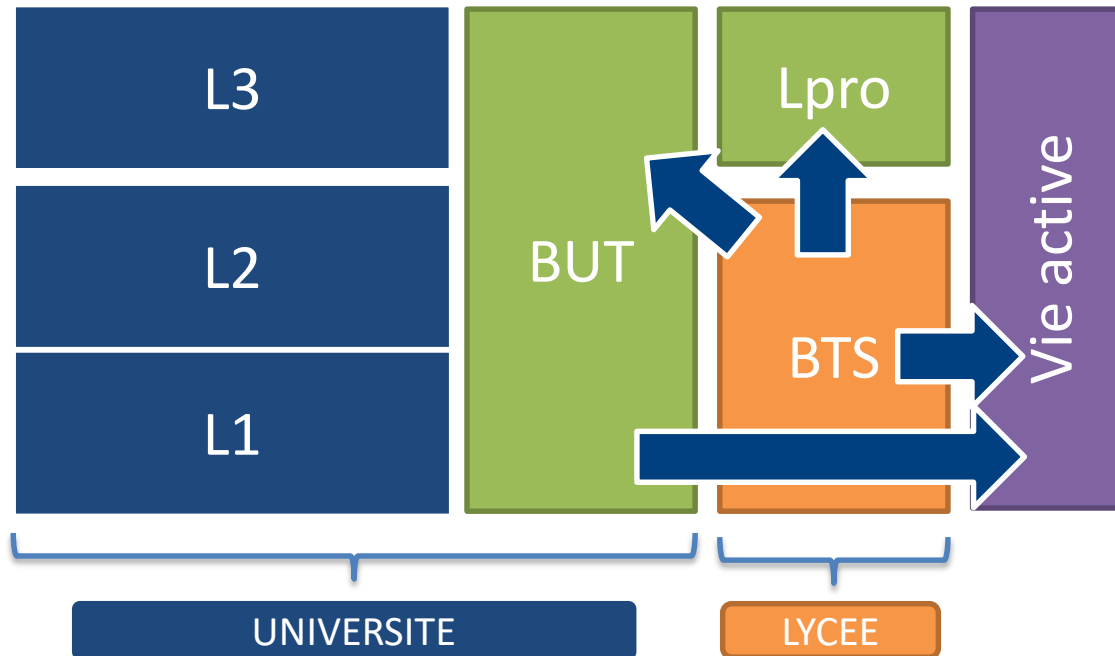 L3
L2
L1
BUT
Lpro
BTS
Vie active
UNIVERSITE
LYCEE